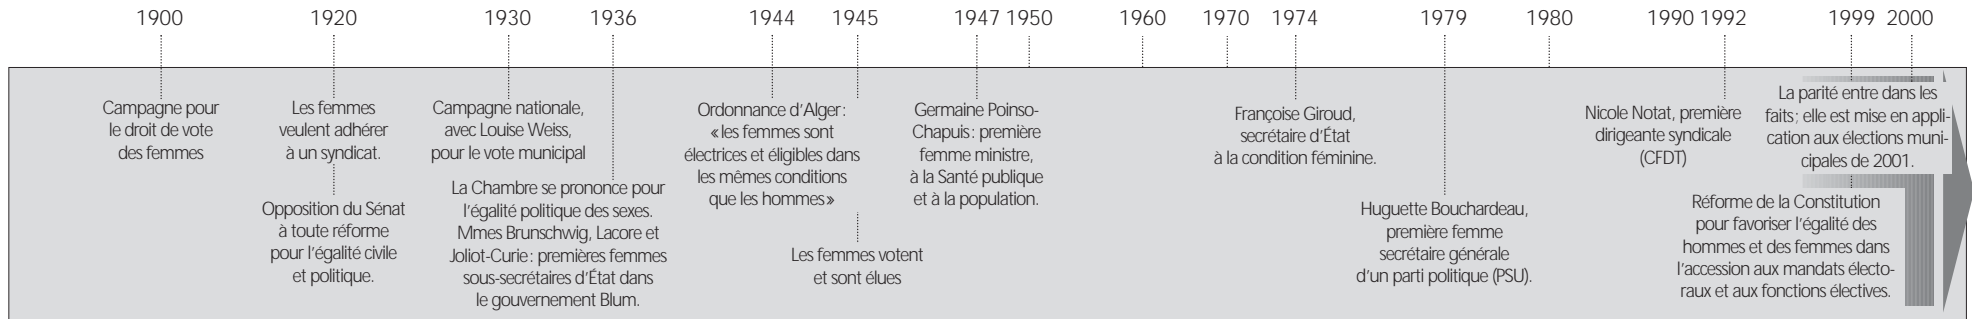 1900 1920 1930 1936 1944 1945 1947 1950 1960 1970 1974 1979 1980 1990 1992 1999 2000
Campagne pour
le droit de vote
des femmes
Les femmes
veulent adhérer
à un syndicat.
Opposition du Sénat
à toute réforme
pour l'égalité civile
et politique.
Campagne nationale,
avec Louise Weiss,
pour le vote municipal
La Chambre se prononce pour
l'égalité politique des sexes.
Mmes Brunschwig, Lacore et
Joliot-Curie : premières femmes
sous-secrétaires d'État dans
le gouvernement Blum.
Ordonnance d'Alger :
« les femmes sont
électrices et éligibles dans
les mêmes conditions
que les hommes »
Les femmes votent
et sont élues
Germaine Poinso-
Chapuis : première
femme ministre,
à la Santé publique
et à la population.
Françoise Giroud,
secrétaire d'État
à la condition féminine.
Huguette Bouchardeau,
première femme
secrétaire générale
d'un parti politique (PSU).
Nicole Notat, première
dirigeante syndicale
(CFDT)
La parité entre dans les
faits ; elle est mise en appli-
cation aux élections muni-
cipales de 2001.
Réforme de la Constitution
pour favoriser l'égalité des
hommes et des femmes dans
l'accession aux mandats électo-
raux et aux fonctions électives.